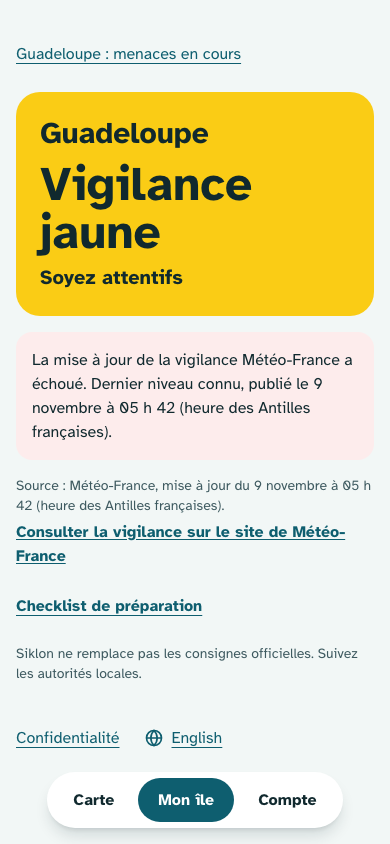 Guadeloupe : menaces en cours
Guadeloupe
Vigilance
jaune
Soyez attentifs
La mise à jour de la vigilance Météo-France a
échoué. Dernier niveau connu, publié le 9
novembre à 05 h 42 (heure des Antilles
françaises).
Source : Météo-France, mise à jour du 9 novembre à 05 h
42 (heure des Antilles françaises).
Consulter la vigilance sur le site de Météo-
France
Checklist de préparation
Siklon ne remplace pas les consignes officielles. Suivez
les autorités locales.
Confidentialité English
Carte Mon île Compte